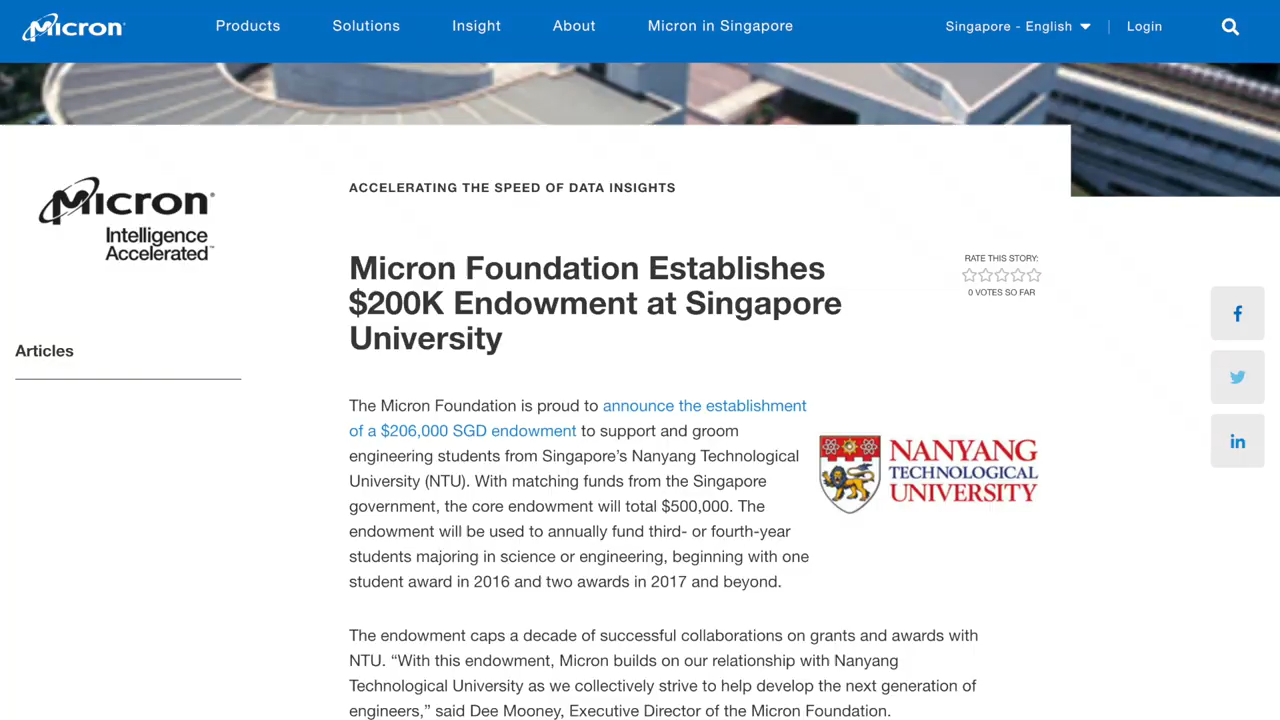 Micron
Products
Solutions
Insight
About
Micron in Singapore
Singapore - English
Login
Micron®
Intelligence
Accelerated™
Articles
ACCELERATING THE SPEED OF DATA INSIGHTS
Micron Foundation Establishes
$200K Endowment at Singapore
University
RATE THIS STORY:
0 VOTES SO FAR
The Micron Foundation is proud to announce the establishment
of a $206,000 SGD endowment to support and groom
engineering students from Singapore’s Nanyang Technological
University (NTU). With matching funds from the Singapore
government, the core endowment will total $500,000. The
endowment will be used to annually fund third- or fourth-year
students majoring in science or engineering, beginning with one
student award in 2016 and two awards in 2017 and beyond.
NANYANG
TECHNOLOGICAL
UNIVERSITY
The endowment caps a decade of successful collaborations on grants and awards with
NTU. “With this endowment, Micron builds on our relationship with Nanyang
Technological University as we collectively strive to help develop the next generation of
engineers,” said Dee Mooney, Executive Director of the Micron Foundation.